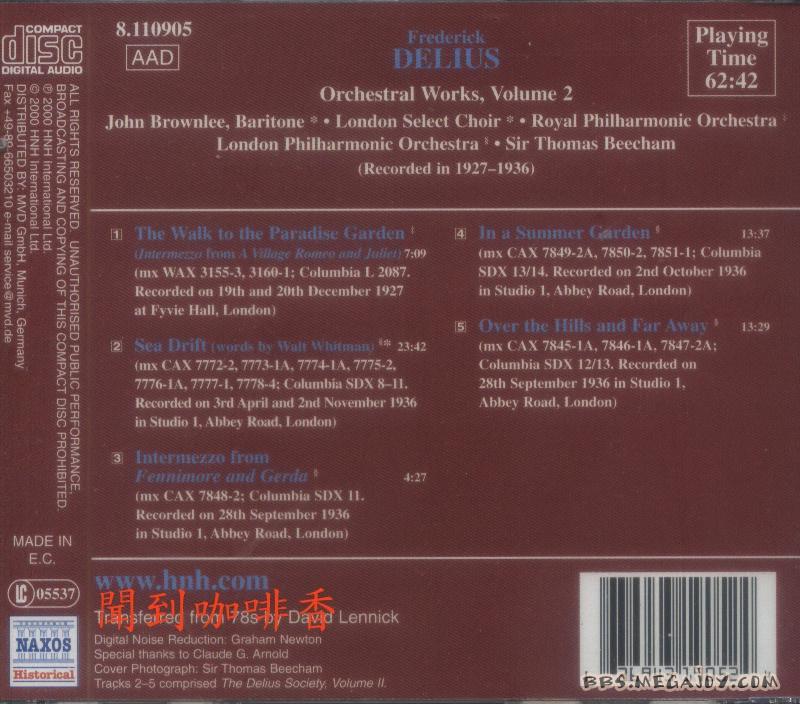 COMPACT
disc
DIGITAL AUDIO
8.110905
AAD
Frederick
DELIUS
Playing
Time
62:42
Orchestral Works, Volume 2
John Brownlee, Baritone * • London Select Choir * • Royal Philharmonic Orchestra ‡
London Philharmonic Orchestra § • Sir Thomas Beecham
(Recorded in 1927–1936)
1 The Walk to the Paradise Garden ‡
(Intermezzo from A Village Romeo and Juliet) 7:09
(mx WAX 3155-3, 3160-1; Columbia L 2087.
Recorded on 19th and 20th December 1927
at Fyvie Hall, London)
2 Sea Drift (words by Walt Whitman) §* 23:42
(mx CAX 7772-2, 7773-1A, 7774-1A, 7775-2,
7776-1A, 7777-1, 7778-4; Columbia SDX 8–11.
Recorded on 3rd April and 2nd November 1936
in Studio 1, Abbey Road, London)
3 Intermezzo from
Fennimore and Gerda § 4:27
(mx CAX 7848-2; Columbia SDX 11.
Recorded on 28th September 1936
in Studio 1, Abbey Road, London)
4 In a Summer Garden § 13:37
(mx CAX 7849-2A, 7850-2, 7851-1; Columbia
SDX 13/14. Recorded on 2nd October 1936
in Studio 1, Abbey Road, London)
5 Over the Hills and Far Away § 13:29
(mx CAX 7845-1A, 7846-1A, 7847-2A;
Columbia SDX 12/13. Recorded on
28th September 1936 in Studio 1,
Abbey Road, London)
ALL RIGHTS RESERVED. UNAUTHORISED PUBLIC PERFORMANCE,
BROADCASTING AND COPYING OF THIS COMPACT DISC PROHIBITED.
℗ 2000 HNH International Ltd.
© 2000 HNH International Ltd.
DISTRIBUTED BY: MVD GmbH, Munich, Germany
Fax +49-89-66503210 e-mail service@mvd.de
MADE IN
E.C.
LC 05537
NAXOS
Historical
www.hnh.com
聞到咖啡香
Transferred from 78s by David Lennick
Digital Noise Reduction: Graham Newton
Special thanks to Claude G. Arnold
Cover Photograph: Sir Thomas Beecham
Tracks 2–5 comprised The Delius Society, Volume II.
BBS.MEGAJOY.COM